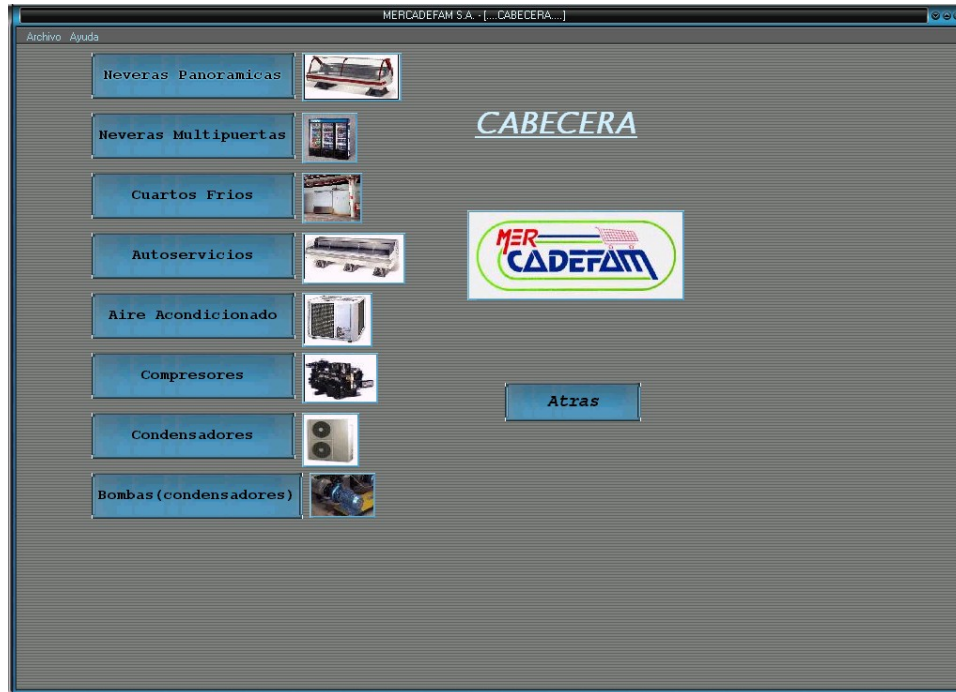 MERCADEFAM S.A. - [....CABECERA....]
Archivo Ayuda
Neveras Panoramicas
CABECERA
Neveras Multipuertas
Cuartos Frios
Autoservicios
MER
CADEFAM
Aire Acondicionado
Compresores
Atras
Condensadores
Bombas(condensadores)